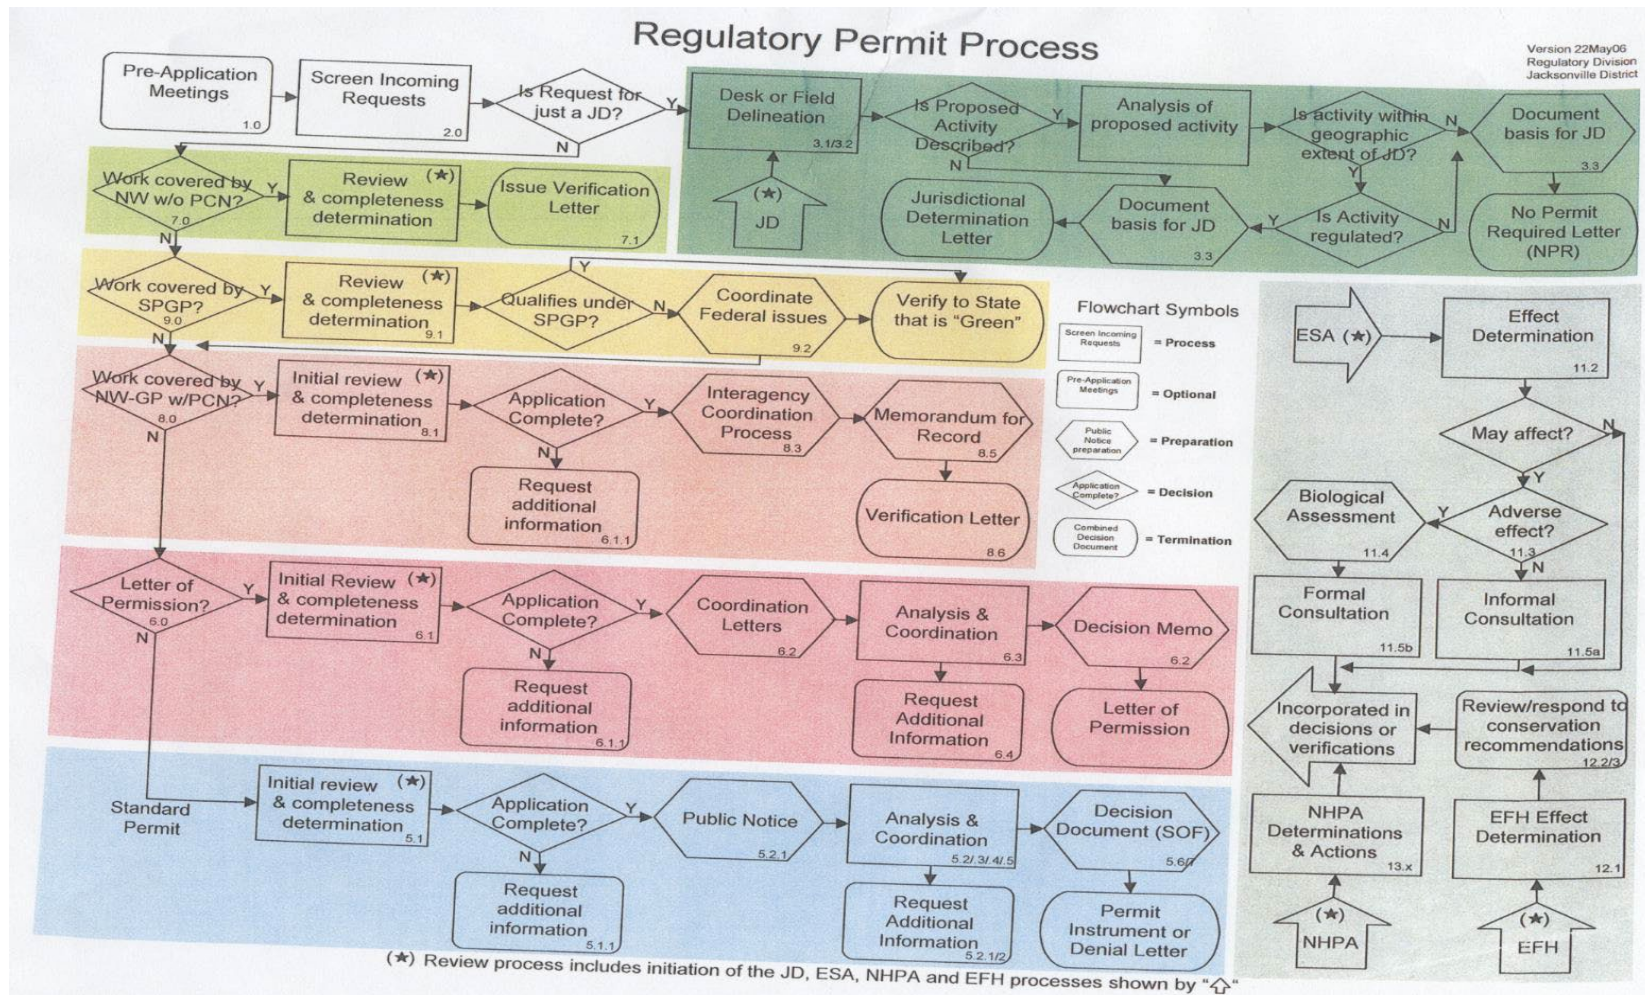 Regulatory Permit Process
Version 22May06
Regulatory Division
Jacksonville District
Pre-Application
Meetings
1.0
Screen Incoming
Requests
2.0
Is Request for
just a JD?
Y
N
Desk or Field
Delineation
3.1/3.2
(★)
JD
Is Proposed
Activity
Described?
Y
N
Analysis of
proposed activity
Is activity within
geographic
extent of JD?
N
Y
Document
basis for JD
3.3
Jurisdictional
Determination
Letter
Document
basis for JD
3.3
Y
Is Activity
regulated?
N
No Permit
Required Letter
(NPR)
Work covered by
NW w/o PCN?
7.0
Y
N
Review (★)
& completeness
determination
Issue Verification
Letter
7.1
Work covered by
SPGP?
9.0
Y
N
Review (★)
& completeness
determination
9.1
Y
Qualifies under
SPGP?
N
Coordinate
Federal issues
9.2
Verify to State
that is “Green”
Work covered by
NW-GP w/PCN?
8.0
Y
N
Initial review (★)
& completeness
determination
8.1
Application
Complete?
Y
N
Request
additional
information
6.1.1
Interagency
Coordination
Process
8.3
Memorandum for
Record
8.5
Verification Letter
8.6
Flowchart Symbols
Screen Incoming
Requests
= Process
Pre-Application
Meetings
= Optional
Public
Notice
preparation
= Preparation
Application
Complete?
= Decision
Combined
Decision
Document
= Termination
Letter of
Permission?
6.0
Y
N
Initial Review (★)
& completeness
determination
6.1
Application
Complete?
Y
N
Request
additional
information
6.1.1
Coordination
Letters
6.2
Analysis &
Coordination
6.3
Request
Additional
Information
6.4
Decision Memo
6.2
Letter of
Permission
Standard
Permit
Initial review (★)
& completeness
determination
5.1
Application
Complete?
Y
N
Request
additional
information
5.1.1
Public Notice
5.2.1
Analysis &
Coordination
5.2/.3/.4/.5
Request
Additional
Information
5.2.1/2
Decision
Document (SOF)
5.6/7
Permit
Instrument or
Denial Letter
ESA (★)
Effect
Determination
11.2
May affect?
N
Y
Adverse
effect?
11.3
Y
N
Biological
Assessment
11.4
Formal
Consultation
11.5b
Informal
Consultation
11.5a
Incorporated in
decisions or
verifications
Review/respond to
conservation
recommendations
12.2/3
NHPA
Determinations
& Actions
13.x
EFH Effect
Determination
12.1
(★)
NHPA
(★)
EFH
(★) Review process includes initiation of the JD, ESA, NHPA and EFH processes shown by "⇧"